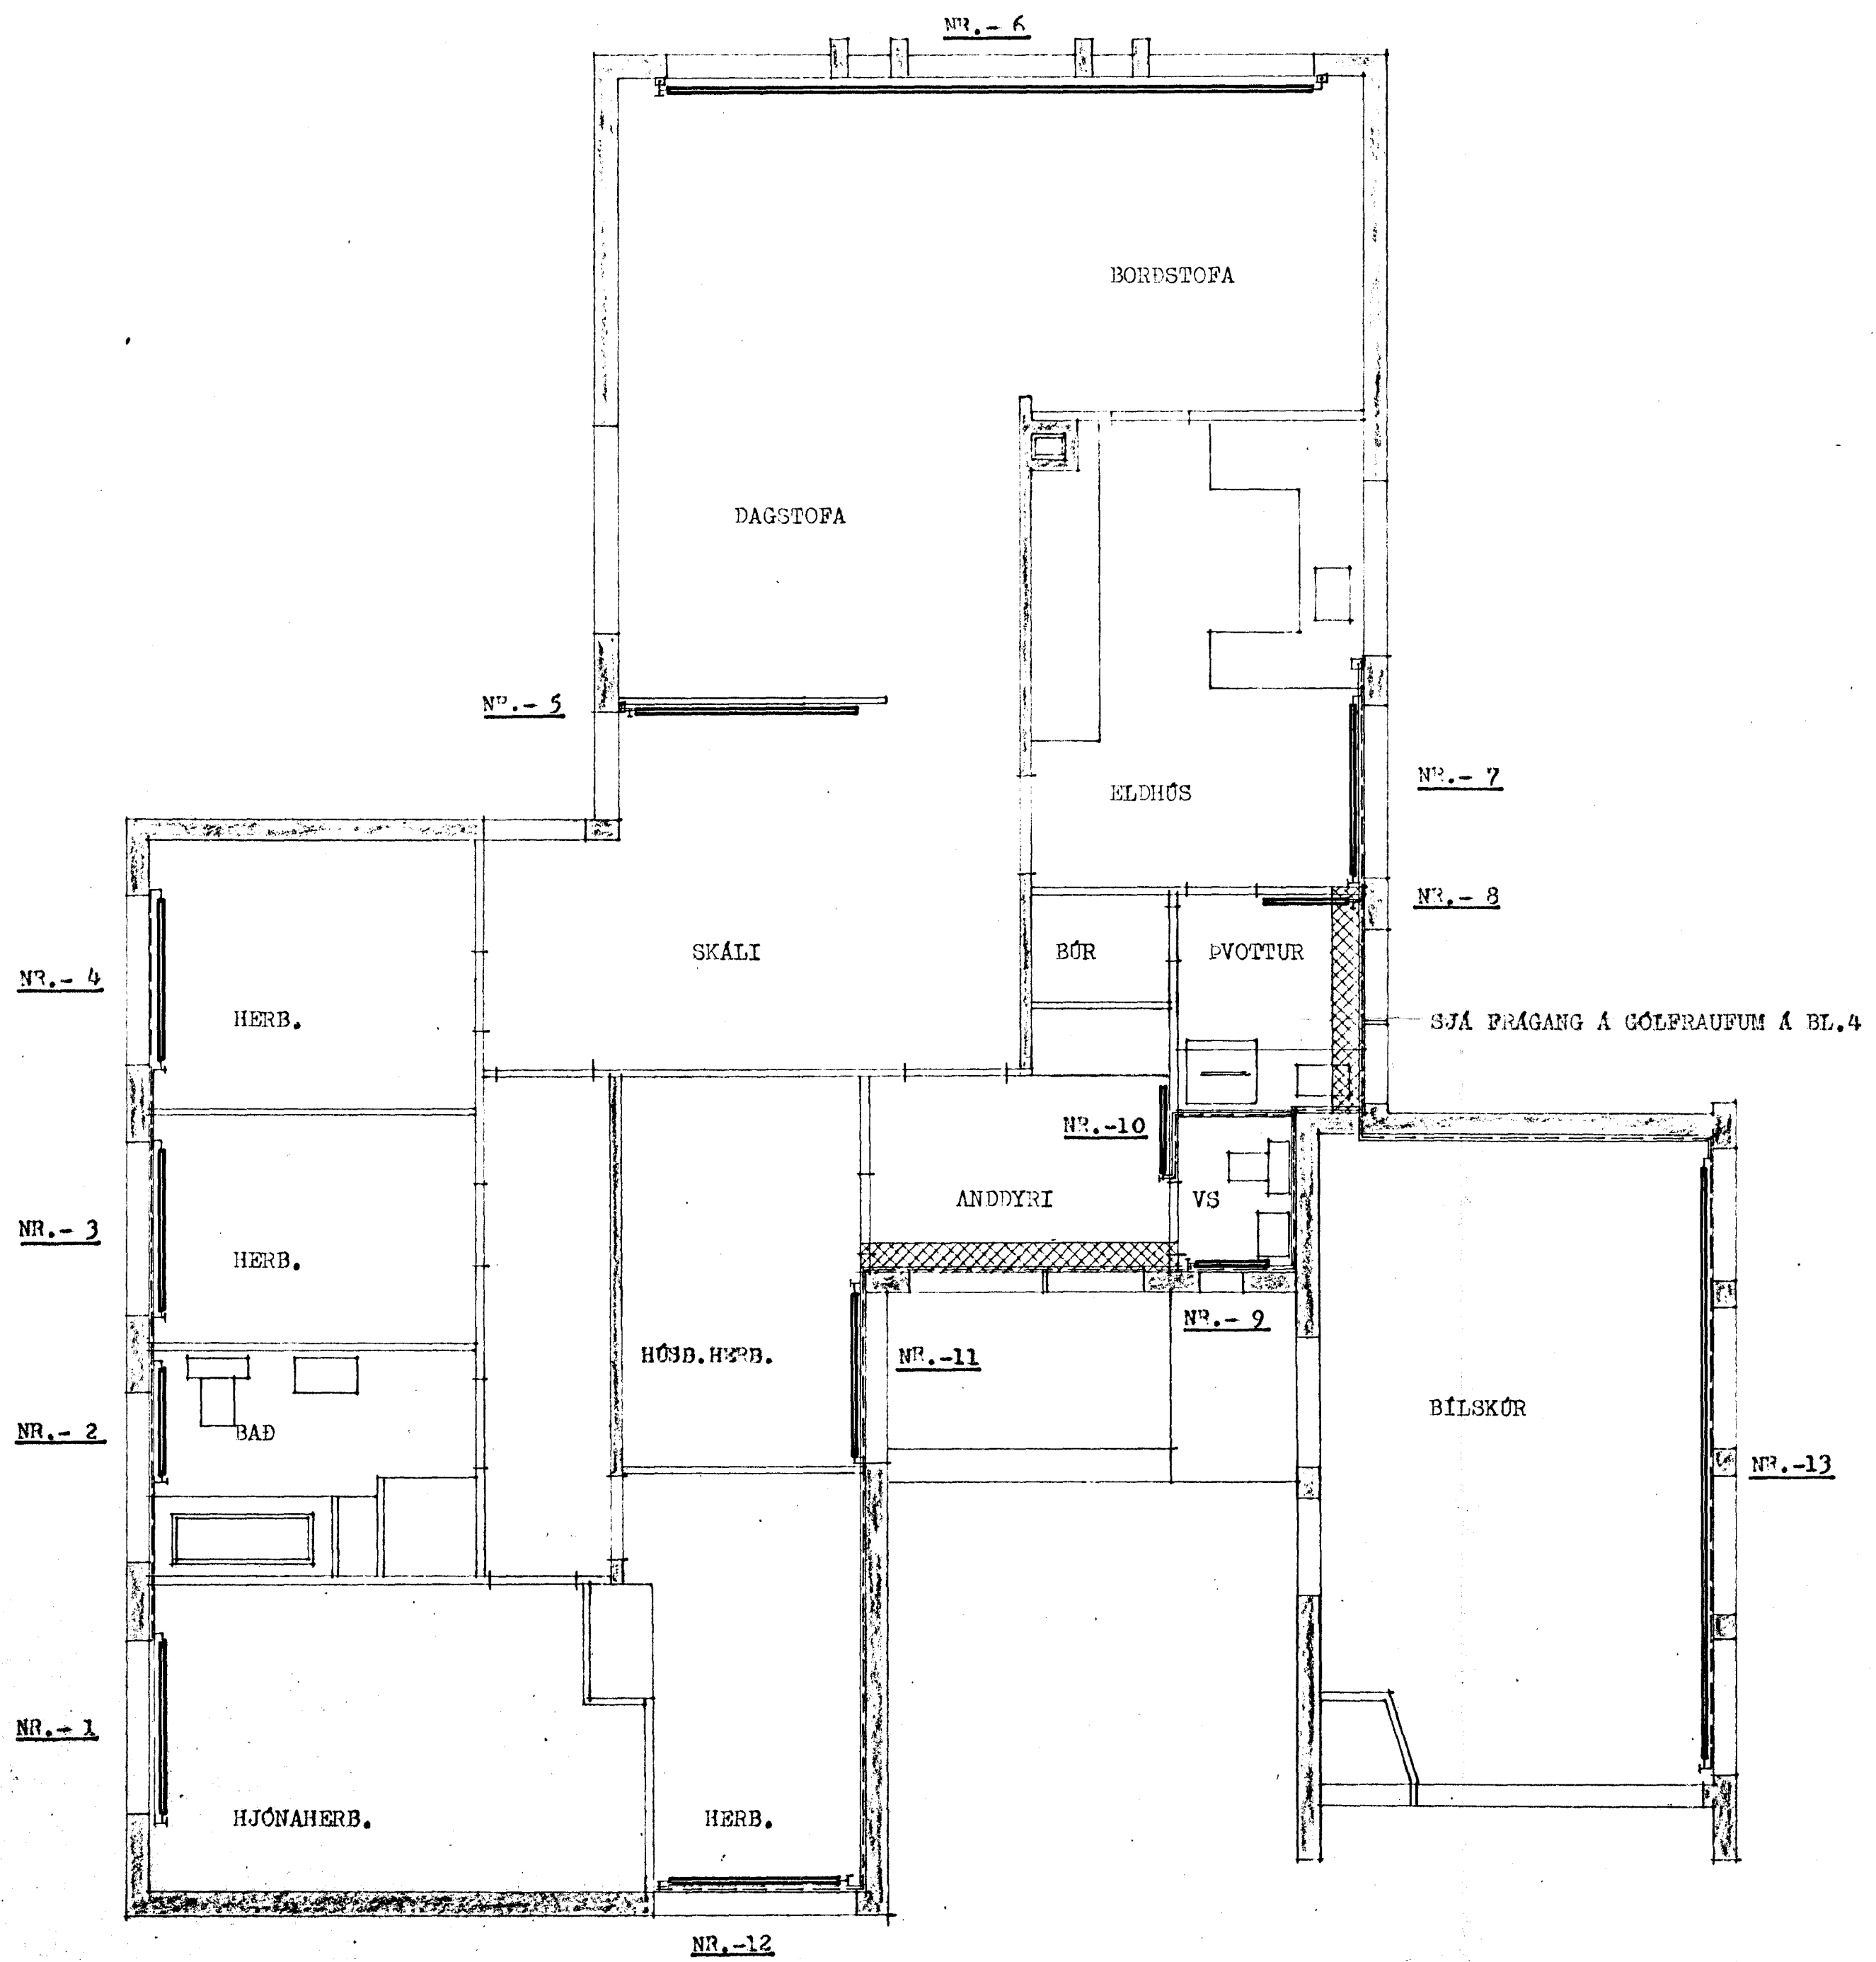 NR.- 6
BORÐSTOFA
DAGSTOFA
NR.- 5
NR.- 7
ELDHÚS
NR.- 8
SKÁLI
BÚR
ÞVOTTUR
NR.- 4
HERB.
SJÁ FRÁGANG Á GÓLFRAUFUM Á BL.4
NR.-10
ANDDYRI
VS
NR.- 3
HERB.
NR.- 9
HÚSB.HERB.
NR.-11
BÍLSKÚR
NR.- 2
BAÐ
NR.-13
NR.- 1
HJÓNAHERB.
HERB.
NR.-12